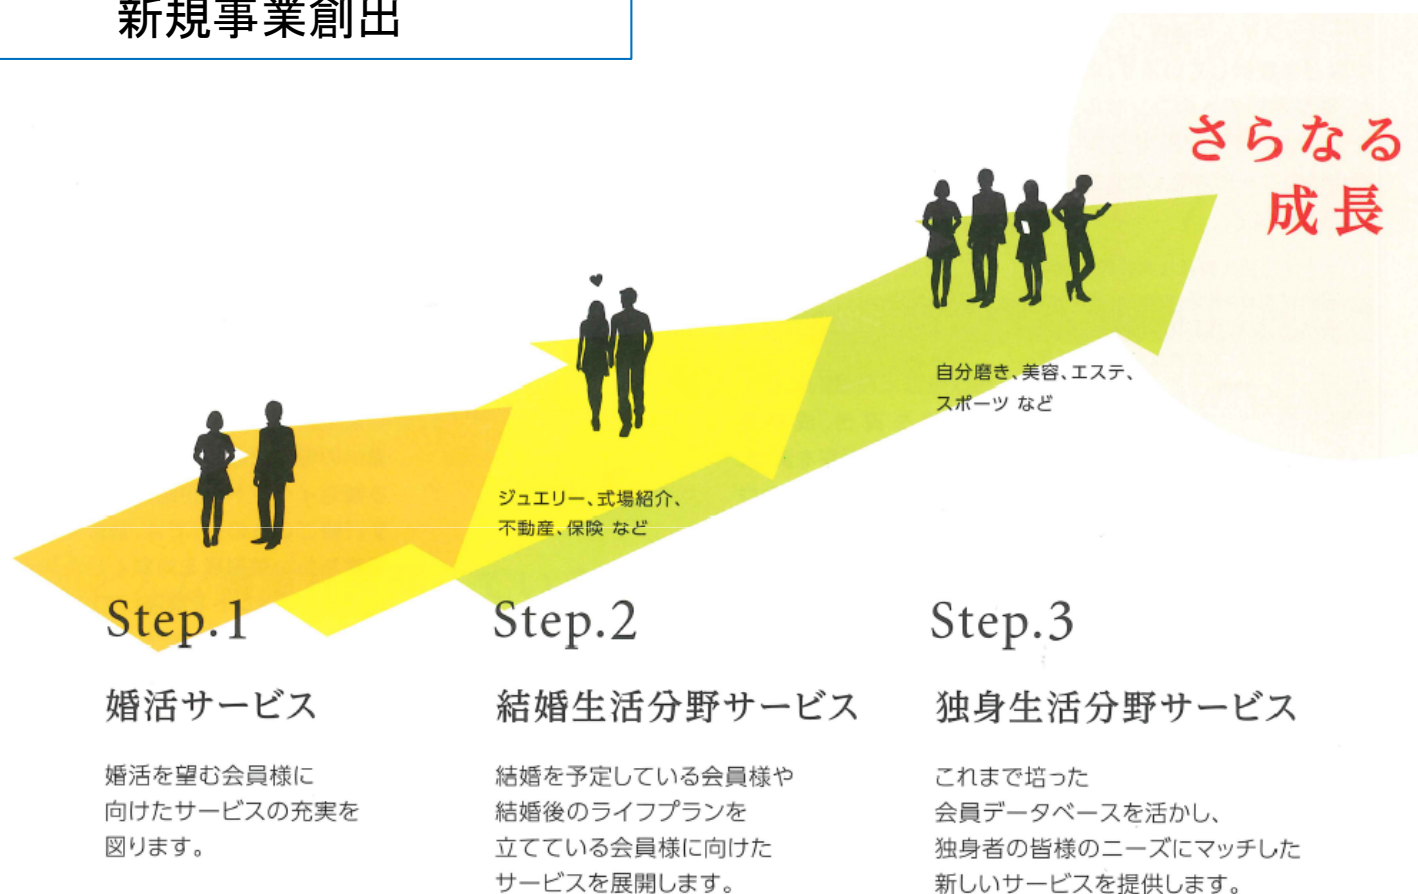 新規事業創出
さらなる
成長
自分磨き、美容、エステ、
スポーツ など
ジュエリー、式場紹介、
不動産、保険 など
Step.1
婚活サービス
婚活を望む会員様に
向けたサービスの充実を
図ります。
Step.2
結婚生活分野サービス
結婚を予定している会員様や
結婚後のライフプランを
立てている会員様に向けた
サービスを展開します。
Step.3
独身生活分野サービス
これまで培った
会員データベースを活かし、
独身者の皆様のニーズにマッチした
新しいサービスを提供します。